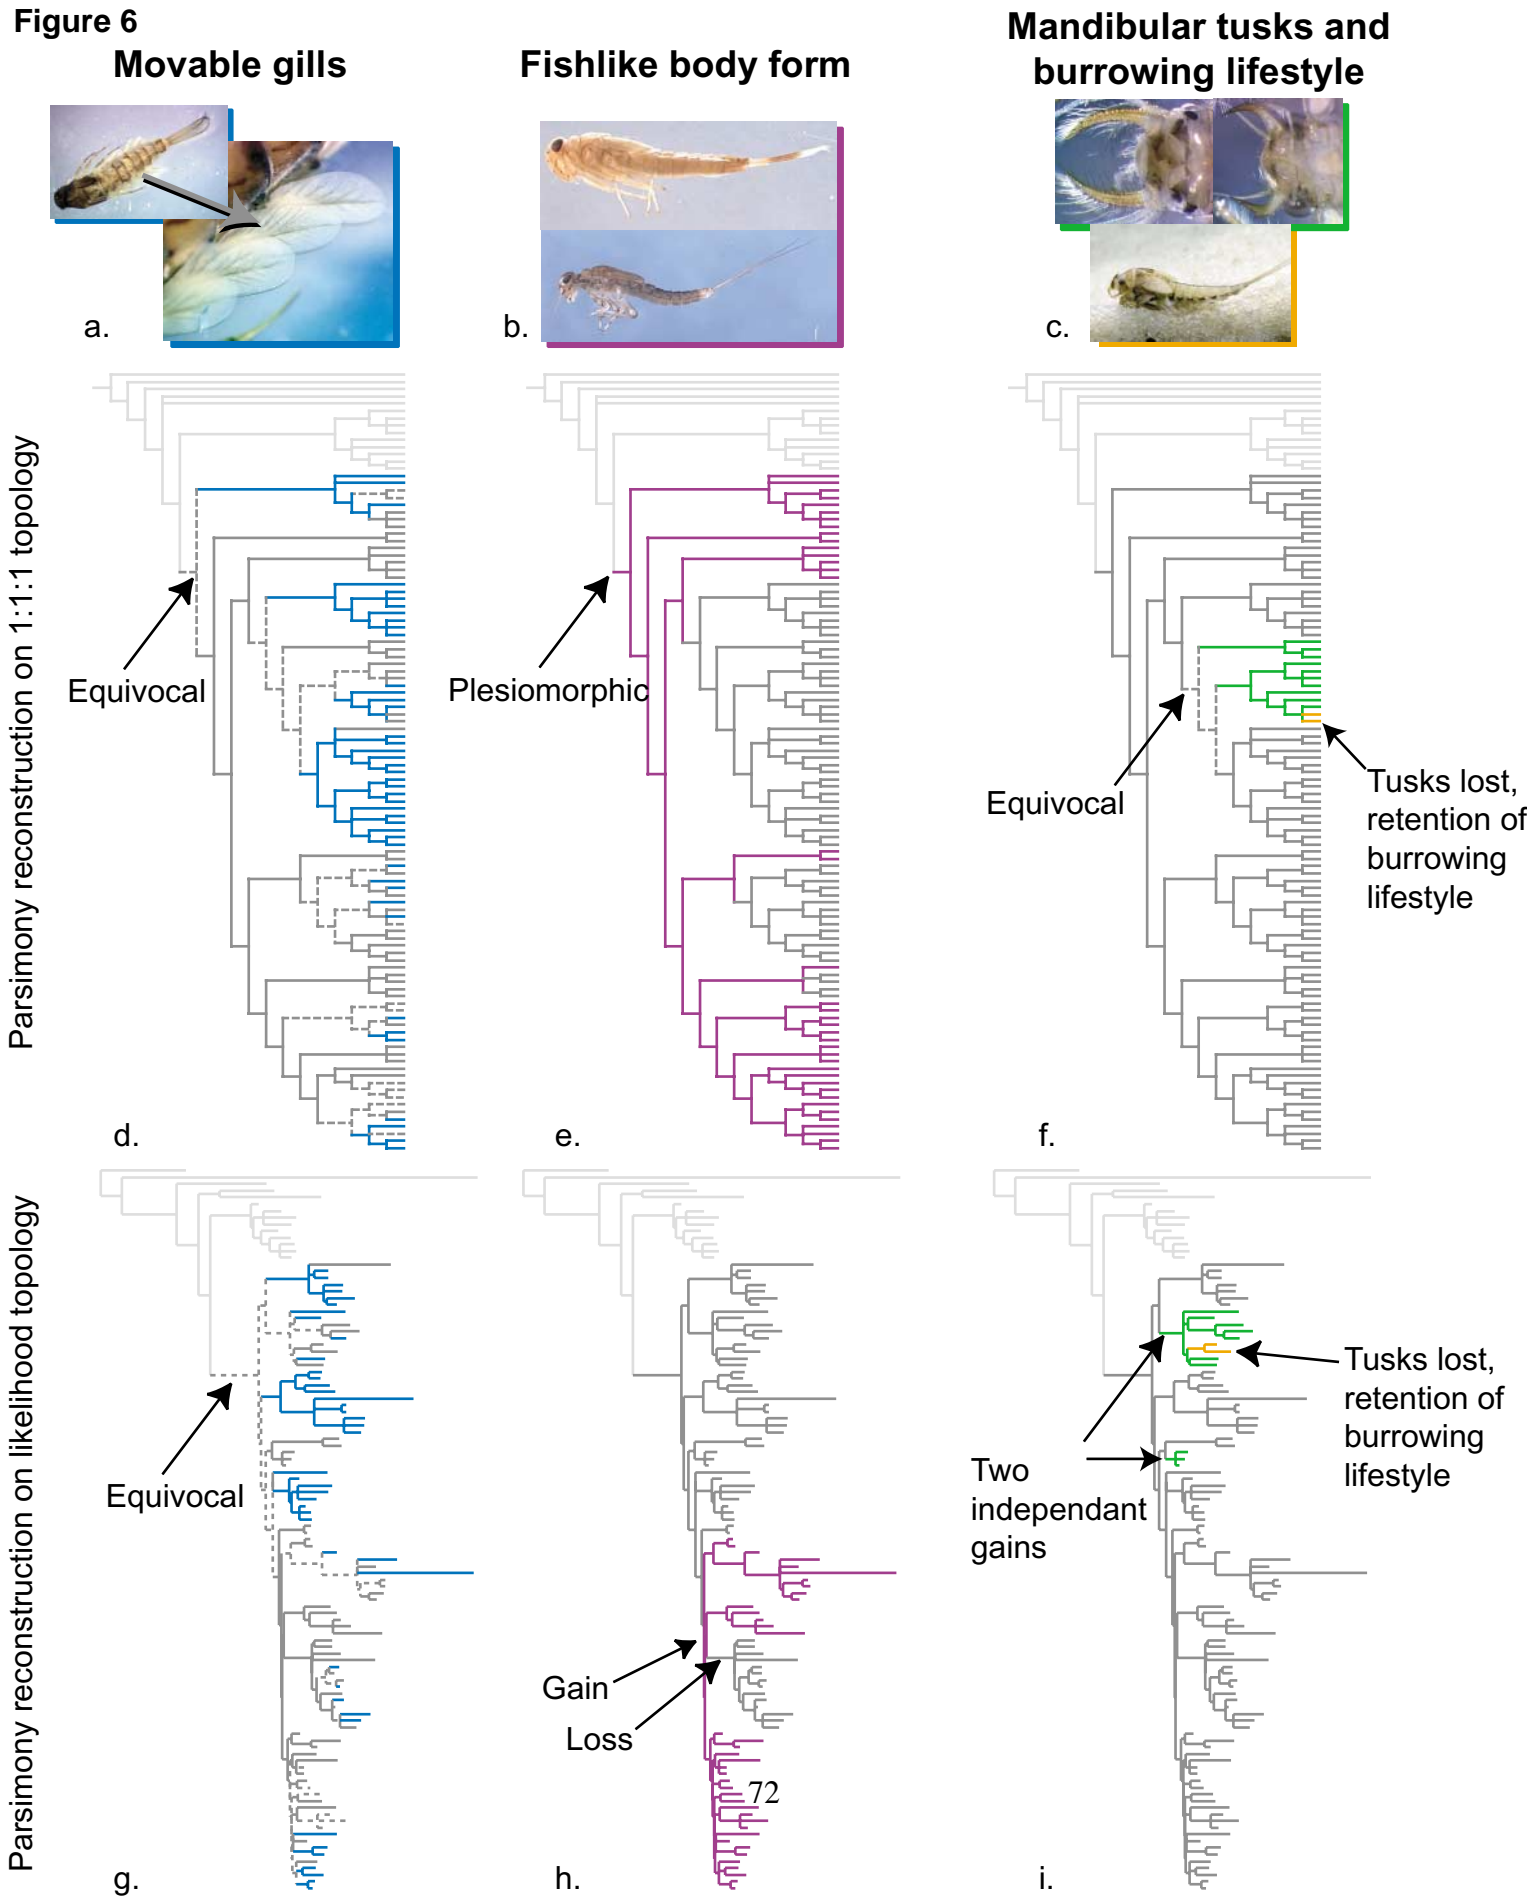 Figure 6
Movable gills
Fishlike body form
Mandibular tusks and
burrowing lifestyle
a.
b.
c.
Parsimony reconstruction on 1:1:1 topology
Equivocal
Plesiomorphic
Equivocal
Tusks lost,
retention of
burrowing
lifestyle
d.
e.
f.
Parsimony reconstruction on likelihood topology
Equivocal
Gain
Loss
Two
independant
gains
Tusks lost,
retention of
burrowing
lifestyle
72
g.
h.
i.